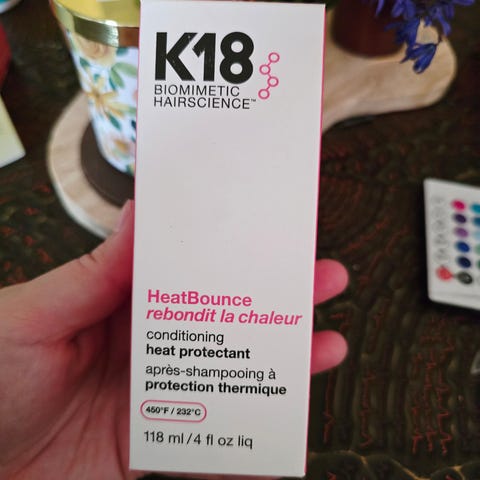 K18
BIOMIMETIC
HAIRSCIENCE™
HeatBounce
rebondit la chaleur
conditioning
heat protectant
après-shampooing à
protection thermique
450°F / 232°C
118 ml/4 fl oz liq